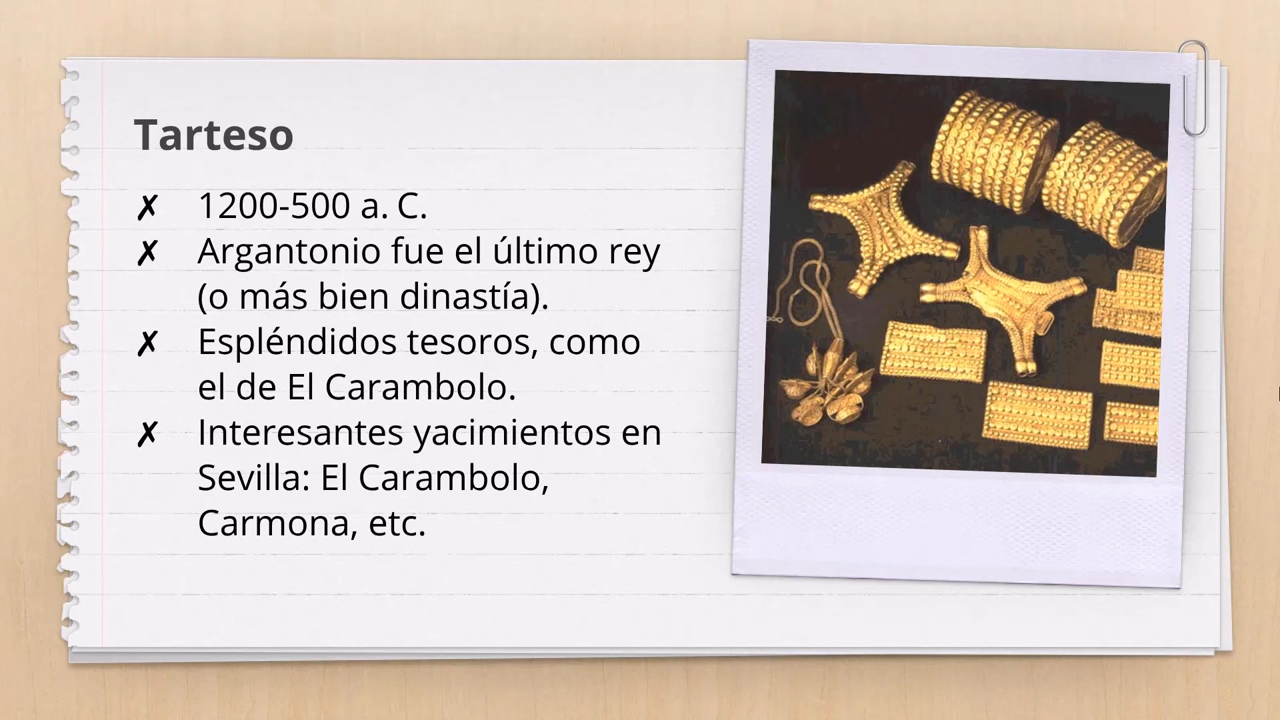 Tarteso
✗ 1200-500 a. C.
✗ Argantonio fue el último rey
(o más bien dinastía).
✗ Espléndidos tesoros, como
el de El Carambolo.
✗ Interesantes yacimientos en
Sevilla: El Carambolo,
Carmona, etc.